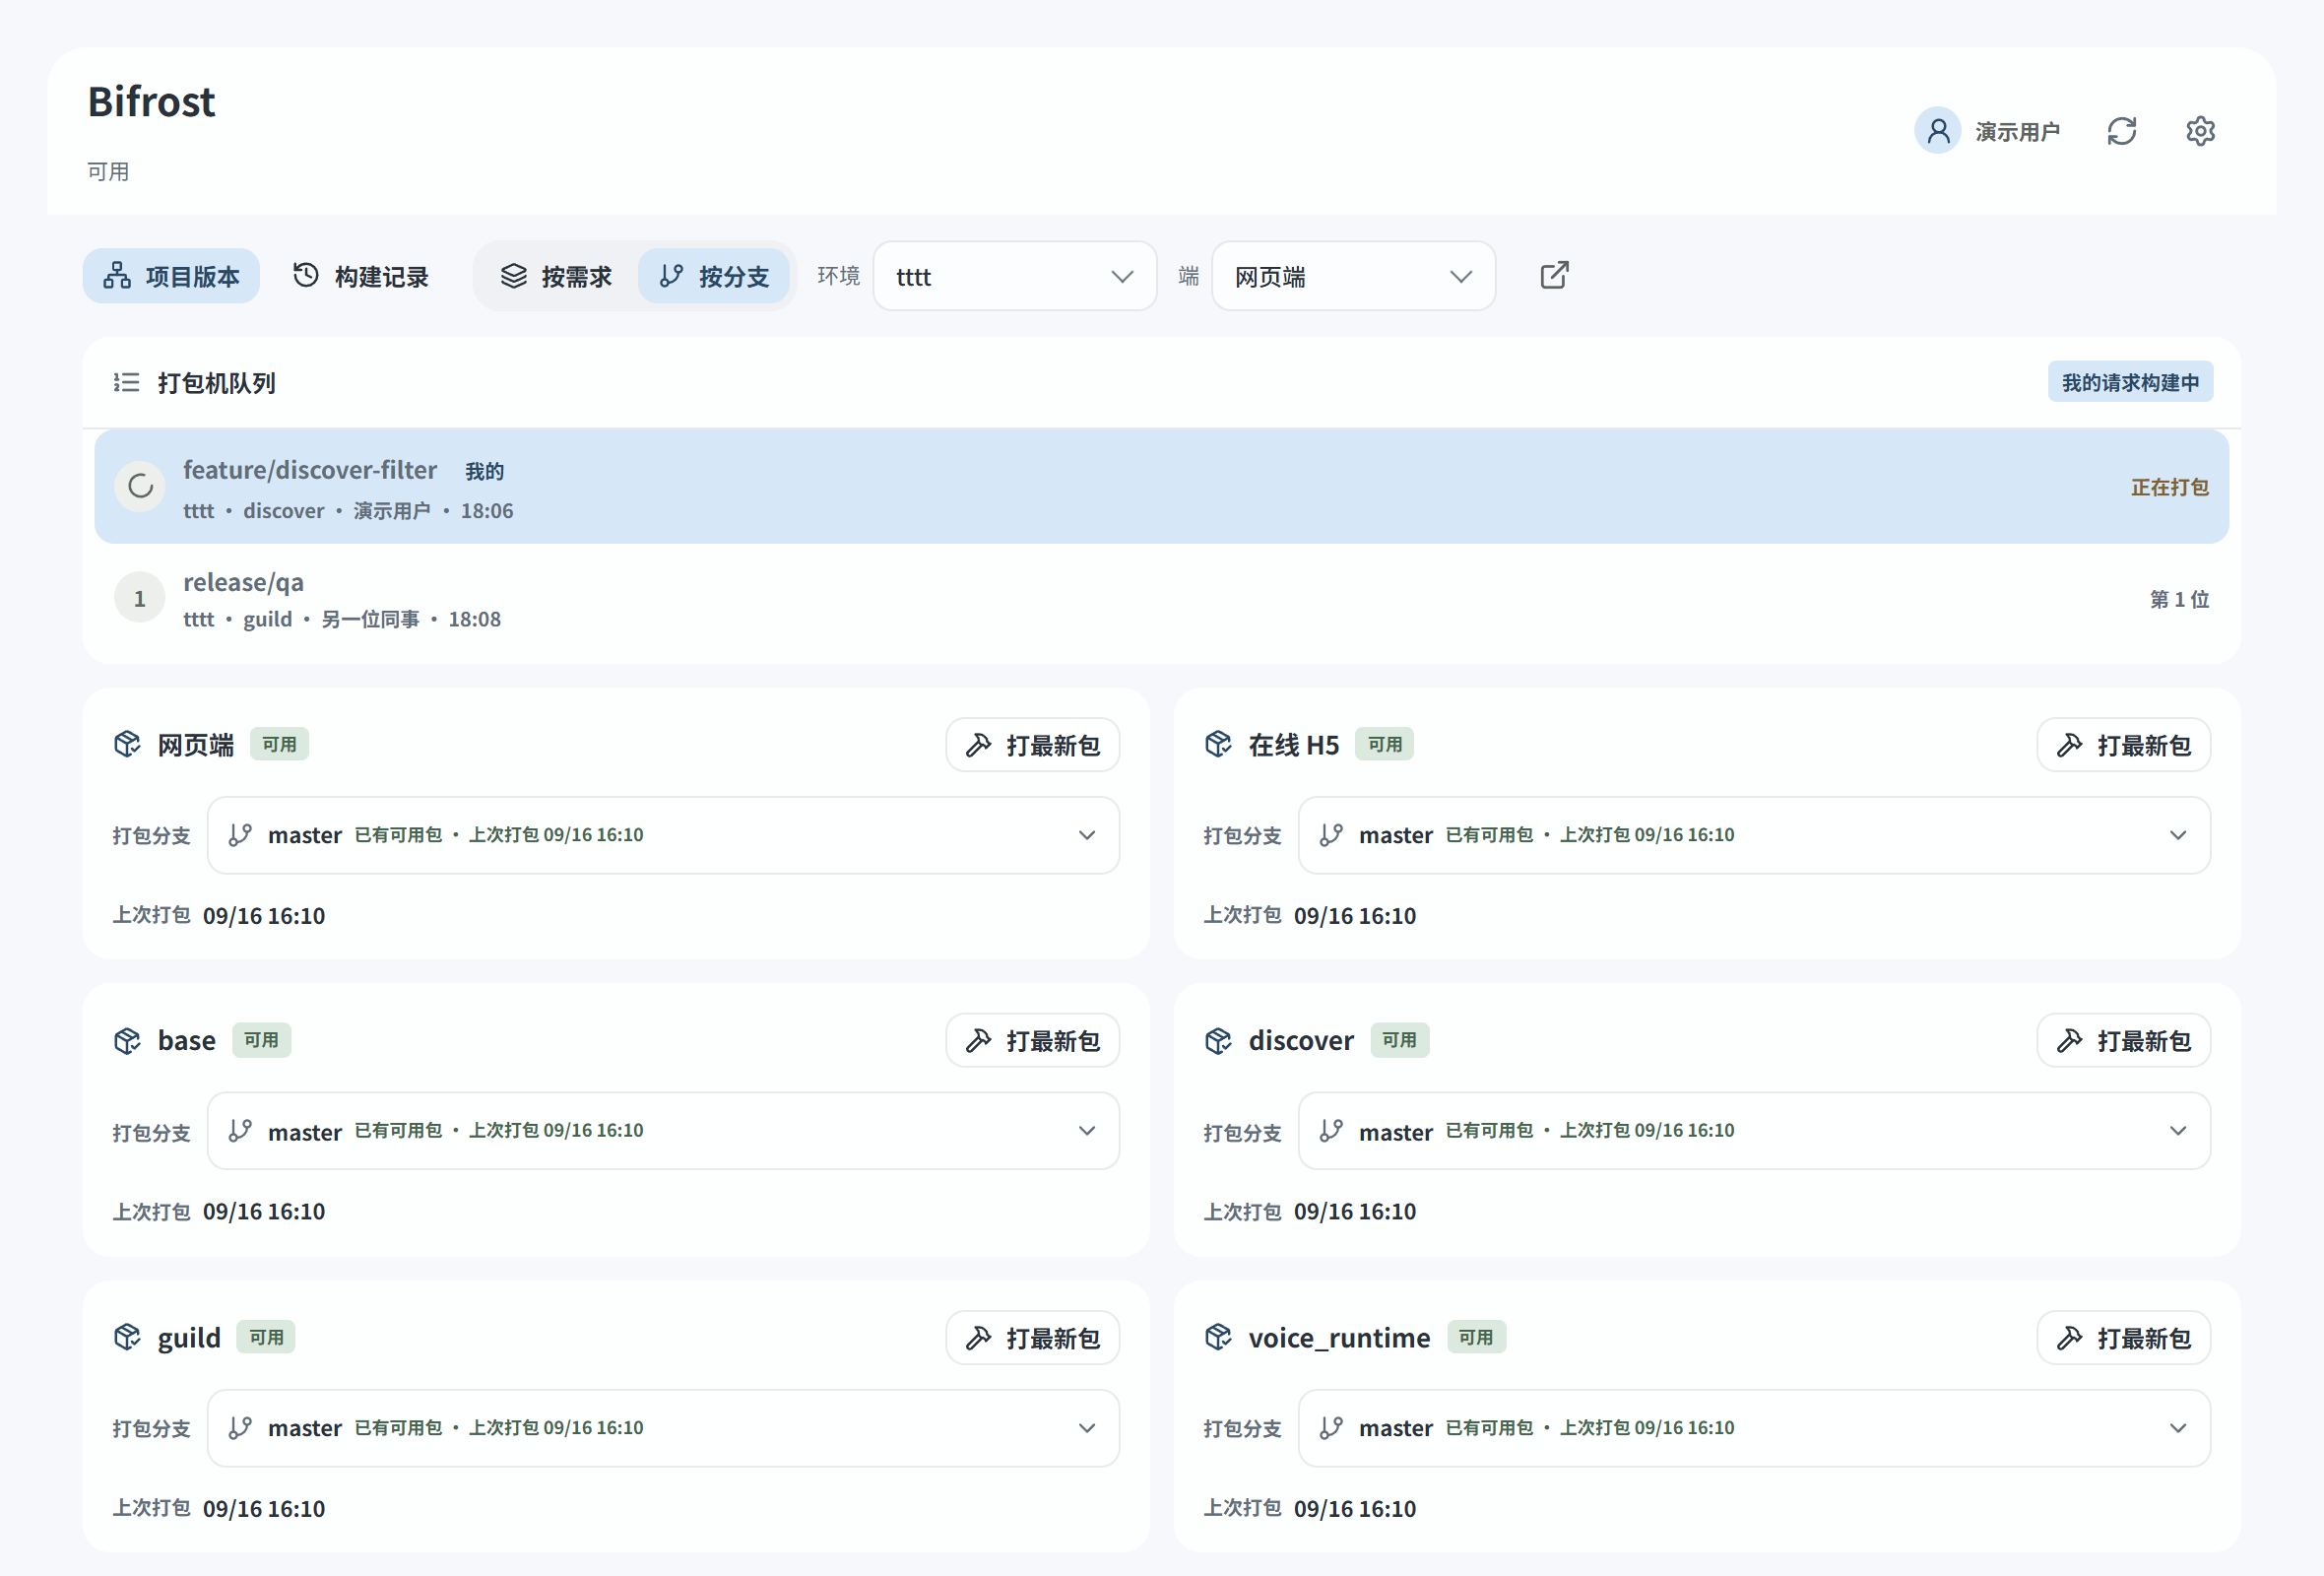 Bifrost
可用
演示用户
项目版本 构建记录 按需求 按分支 环境 tttt 端 网页端
打包机队列 我的请求构建中
feature/discover-filter 我的
tttt • discover • 演示用户 • 18:06
正在打包
1 release/qa
tttt • guild • 另一位同事 • 18:08
第 1 位
网页端 可用 打最新包
打包分支 master 已有可用包 • 上次打包 09/16 16:10
上次打包 09/16 16:10
在线 H5 可用 打最新包
打包分支 master 已有可用包 • 上次打包 09/16 16:10
上次打包 09/16 16:10
base 可用 打最新包
打包分支 master 已有可用包 • 上次打包 09/16 16:10
上次打包 09/16 16:10
discover 可用 打最新包
打包分支 master 已有可用包 • 上次打包 09/16 16:10
上次打包 09/16 16:10
guild 可用 打最新包
打包分支 master 已有可用包 • 上次打包 09/16 16:10
上次打包 09/16 16:10
voice_runtime 可用 打最新包
打包分支 master 已有可用包 • 上次打包 09/16 16:10
上次打包 09/16 16:10